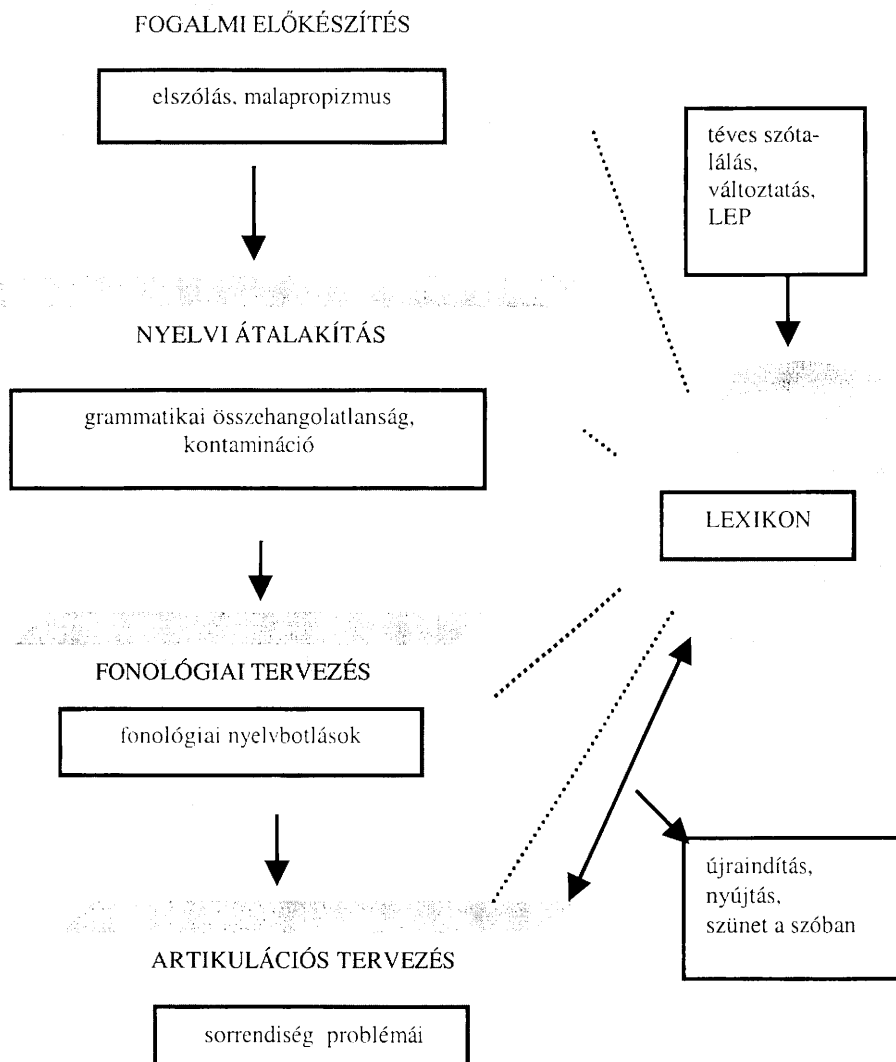 FOGALMI ELŐKÉSZÍTÉS
elszólás, malapropizmus
téves szóta-
lálás,
változtatás,
LEP
NYELVI ÁTALAKÍTÁS
grammatikai összehangolatlanság,
kontamináció
LEXIKON
FONOLÓGIAI TERVEZÉS
fonológiai nyelvbotlások
újraindítás,
nyújtás,
szünet a szóban
ARTIKULÁCIÓS TERVEZÉS
sorrendiség problémái